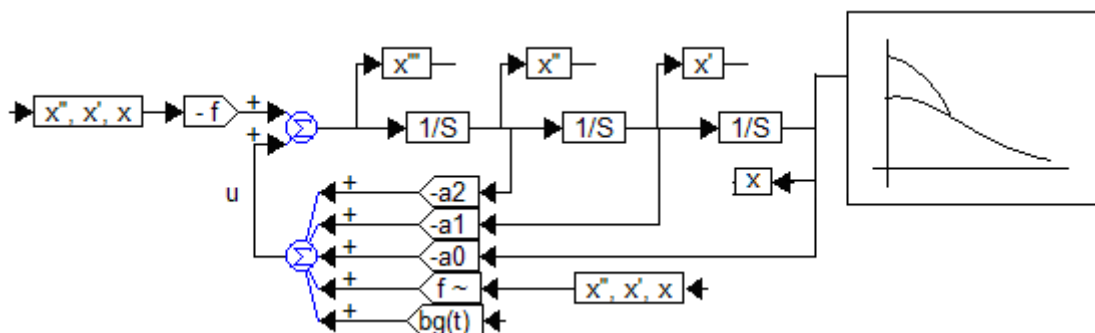 x''' x'' x'
x'', x', x - f + Σ 1/S 1/S 1/S
+
x
u + -a2
+ -a1
Σ + -a0
+ f ~ x'', x', x
+ bg(t)